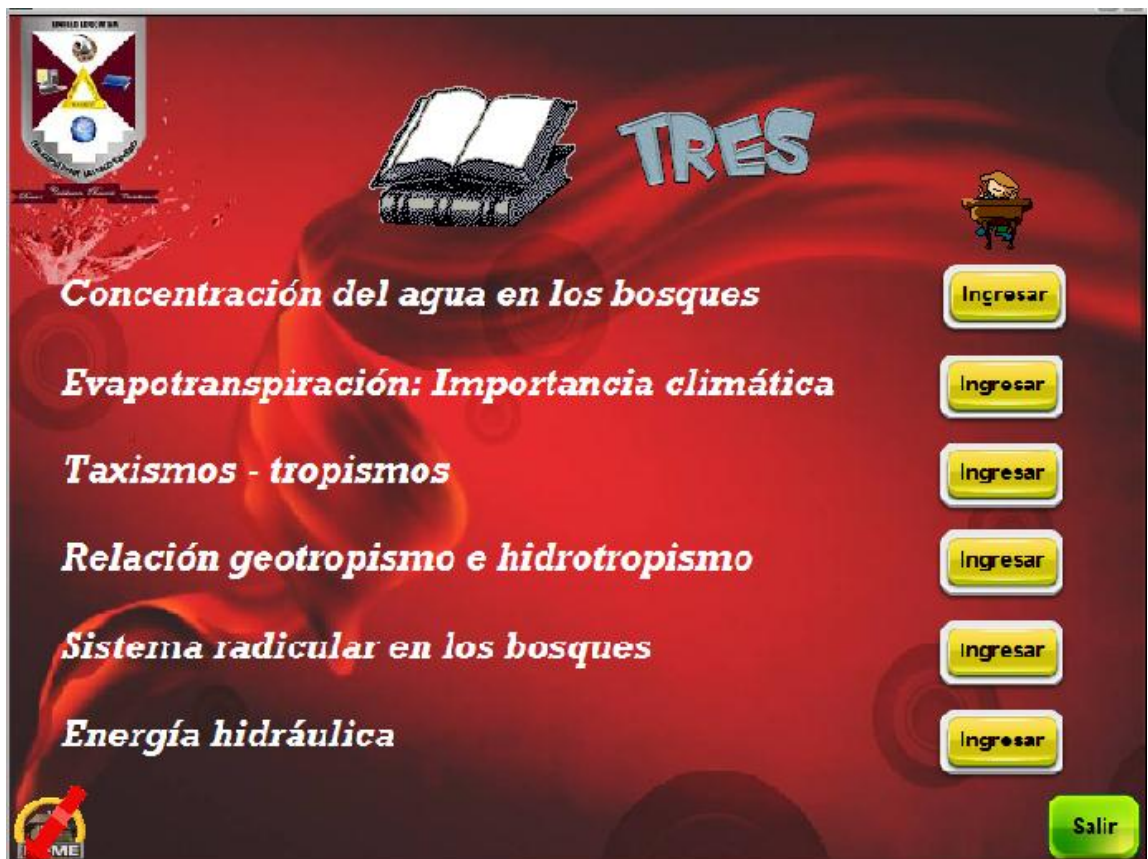 TRES
Concentración del agua en los bosques
Ingresar
Evapotranspiración: Importancia climática
Ingresar
Taxismos - tropismos
Ingresar
Relación geotropismo e hidrotropismo
Ingresar
Sistema radicular en los bosques
Ingresar
Energía hidráulica
Ingresar
Salir